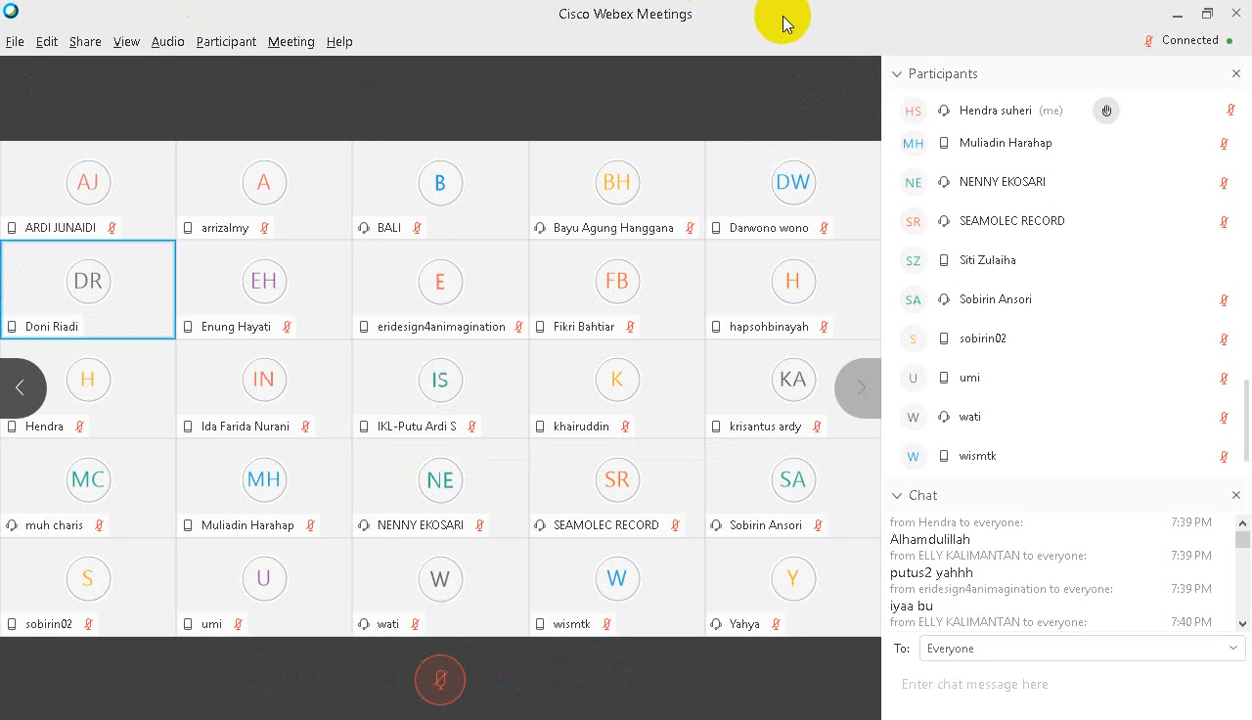 Cisco Webex Meetings
File Edit Share View Audio Participant Meeting Help
Connected
AJ
ARDI JUNAIDI
A
arrizalmy
B
BALI
BH
Bayu Agung Hanggana
DW
Darwono wono
DR
Doni Riadi
EH
Enung Hayati
E
eridesign4animagination
FB
Fikri Bahtiar
H
hapsohbinayah
H
Hendra
IN
Ida Farida Nurani
IS
IKL-Putu Ardi S
K
khairuddin
KA
krisantus ardy
MC
muh charis
MH
Muliadin Harahap
NE
NENNY EKOSARI
SR
SEAMOLEC RECORD
SA
Sobirin Ansori
S
sobirin02
U
umi
W
wati
W
wismtk
Y
Yahya
Participants
HS Hendra suheri (me)
MH Muliadin Harahap
NE NENNY EKOSARI
SR SEAMOLEC RECORD
SZ Siti Zulaiha
SA Sobirin Ansori
S sobirin02
U umi
W wati
W wismtk
Chat
from Hendra to everyone: 7:39 PM
Alhamdulillah
from ELLY KALIMANTAN to everyone: 7:39 PM
putus2 yahhh
from eridesign4animagination to everyone: 7:39 PM
iyaa bu
from ELLY KALIMANTAN to everyone: 7:40 PM
To: Everyone
Enter chat message here